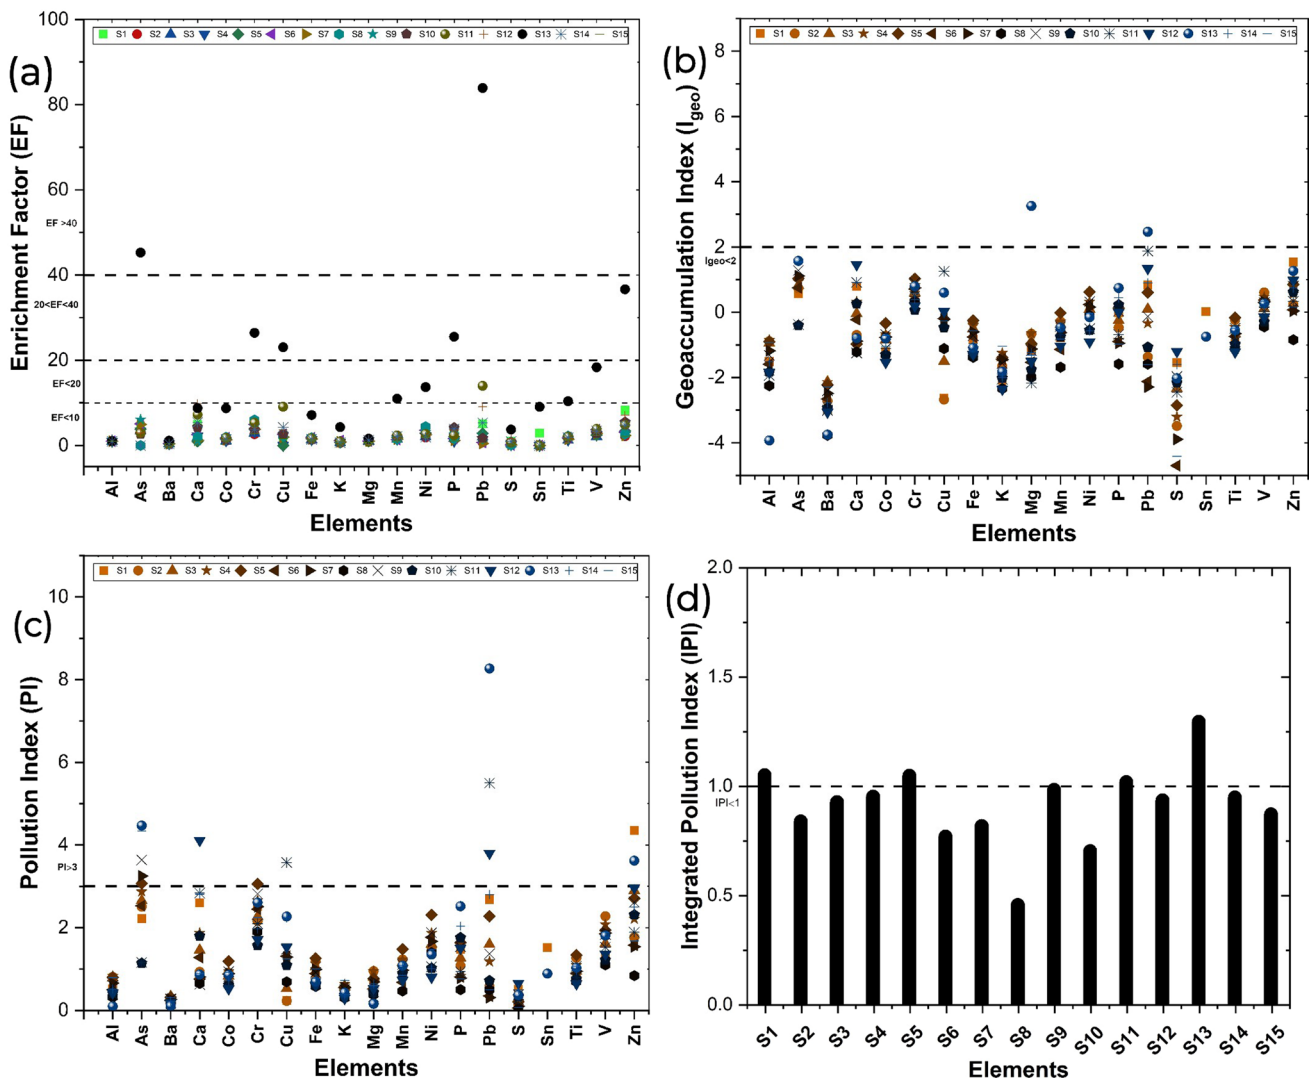 (a)
Enrichment Factor (EF)
100
80
60
40
20
0
EF >40
20<EF<40
EF<20
EF<10
S1 S2 S3 S4 S5 S6 S7 S8 S9 S10 S11 S12 S13 S14 S15
Al As Ba Ca Co Cr Cu Fe K Mg Mn Ni P Pb S Sn Ti V Zn
Elements
(b)
Geoaccumulation Index (Igeo)
8
6
4
2
0
-2
-4
Igeo<2
S1 S2 S3 S4 S5 S6 S7 S8 S9 S10 S11 S12 S13 S14 S15
Al As Ba Ca Co Cr Cu Fe K Mg Mn Ni P Pb S Sn Ti V Zn
Elements
(c)
Pollution Index (PI)
10
8
6
4
2
0
PI>3
S1 S2 S3 S4 S5 S6 S7 S8 S9 S10 S11 S12 S13 S14 S15
Al As Ba Ca Co Cr Cu Fe K Mg Mn Ni P Pb S Sn Ti V Zn
Elements
(d)
Integrated Pollution Index (IPI)
2.0
1.5
1.0
0.5
0.0
IPI<1
S1 S2 S3 S4 S5 S6 S7 S8 S9 S10 S11 S12 S13 S14 S15
Elements